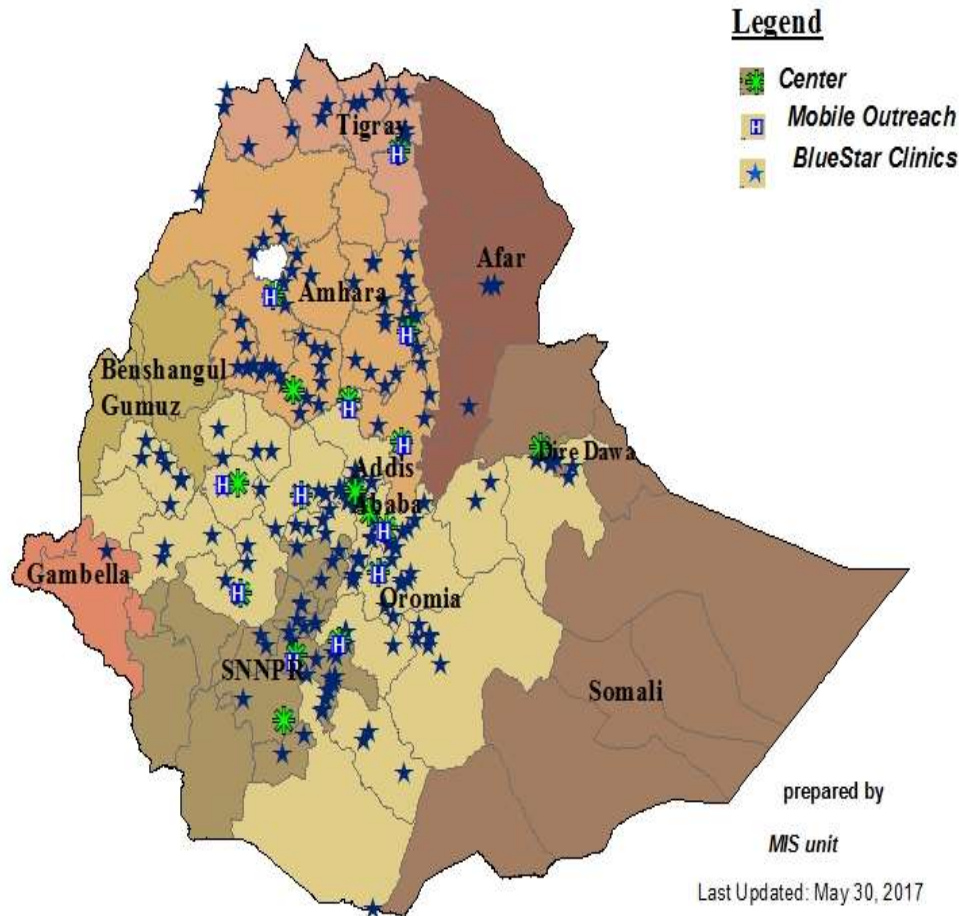 Legend
Center
Mobile Outreach
BlueStar Clinics
Tigray
Afar
Amhara
Benshangul
Gumuz
Dire Dawa
Addis
Ababa
Gambella
Oromia
SNNPR
Somali
prepared by
MIS unit
Last Updated: May 30, 2017
H
H
H
H
H
H
H
H
H
H
H
H
H